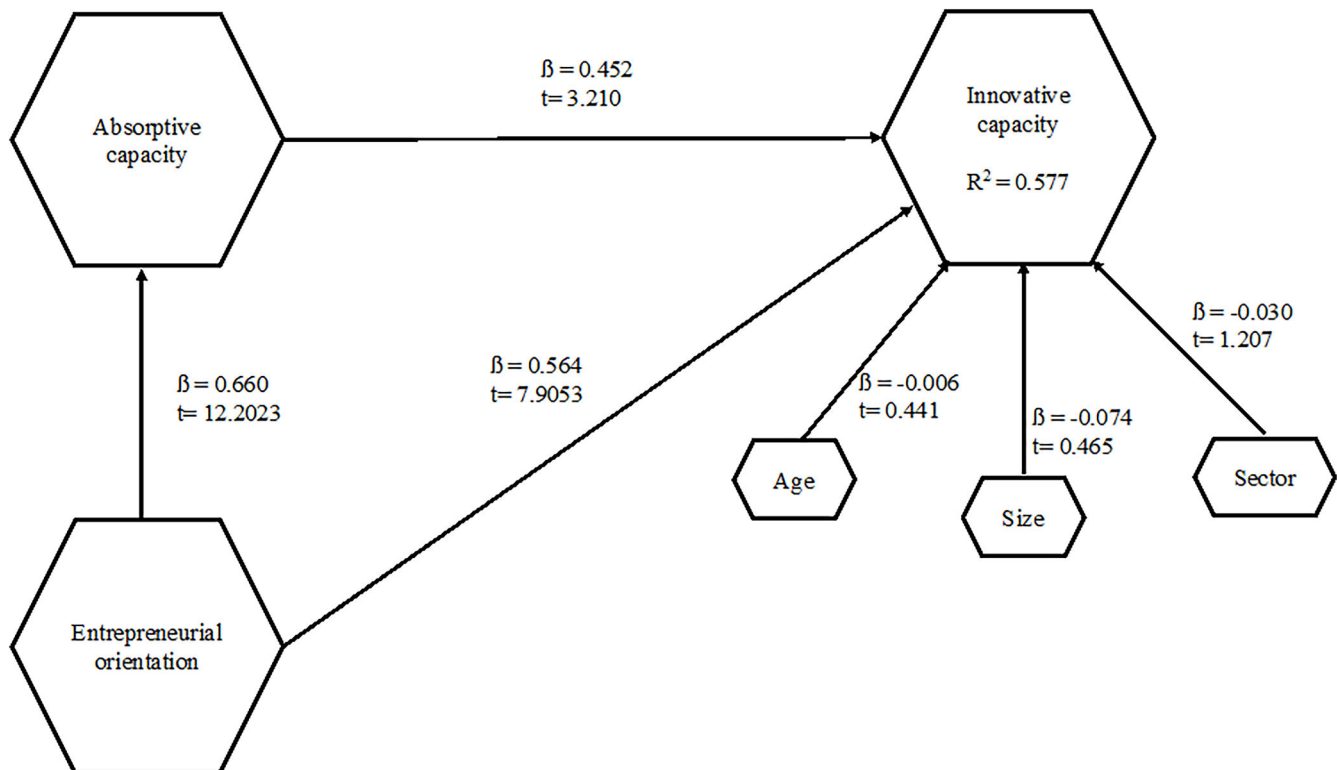 ß = 0.452
t= 3.210
Absorptive
capacity
Innovative
capacity
R² = 0.577
ß = 0.660
t= 12.2023
ß = 0.564
t= 7.9053
ß = -0.006
t= 0.441
ß = -0.074
t= 0.465
ß = -0.030
t= 1.207
Age
Size
Sector
Entrepreneurial
orientation